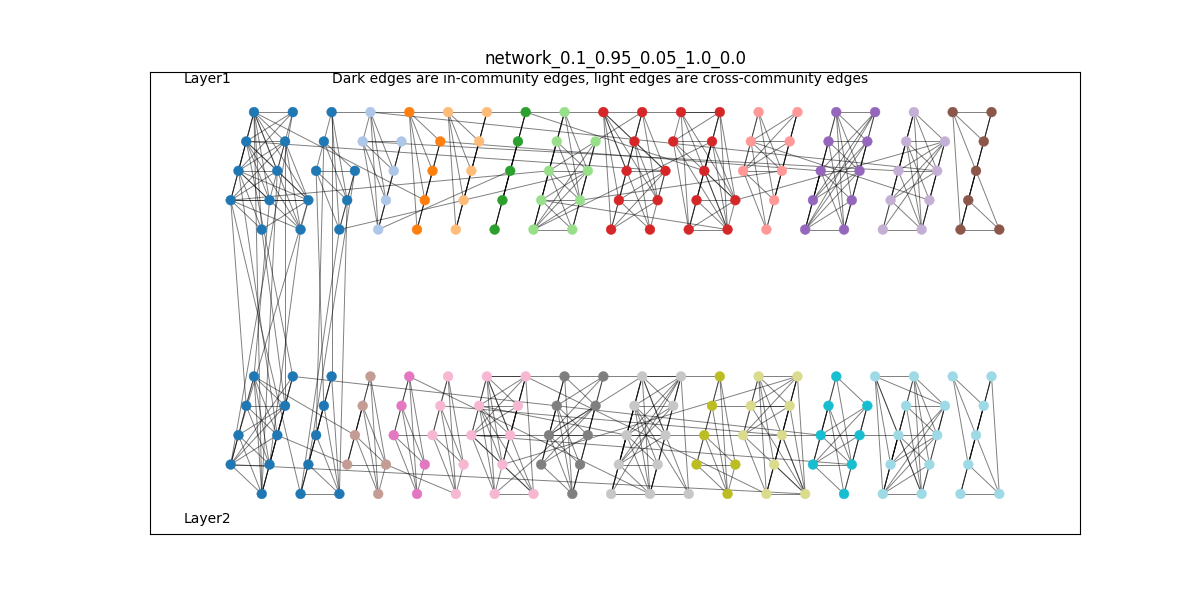 network_0.1_0.95_0.05_1.0_0.0
Layer1
Dark edges are in-community edges, light edges are cross-community edges
Layer2